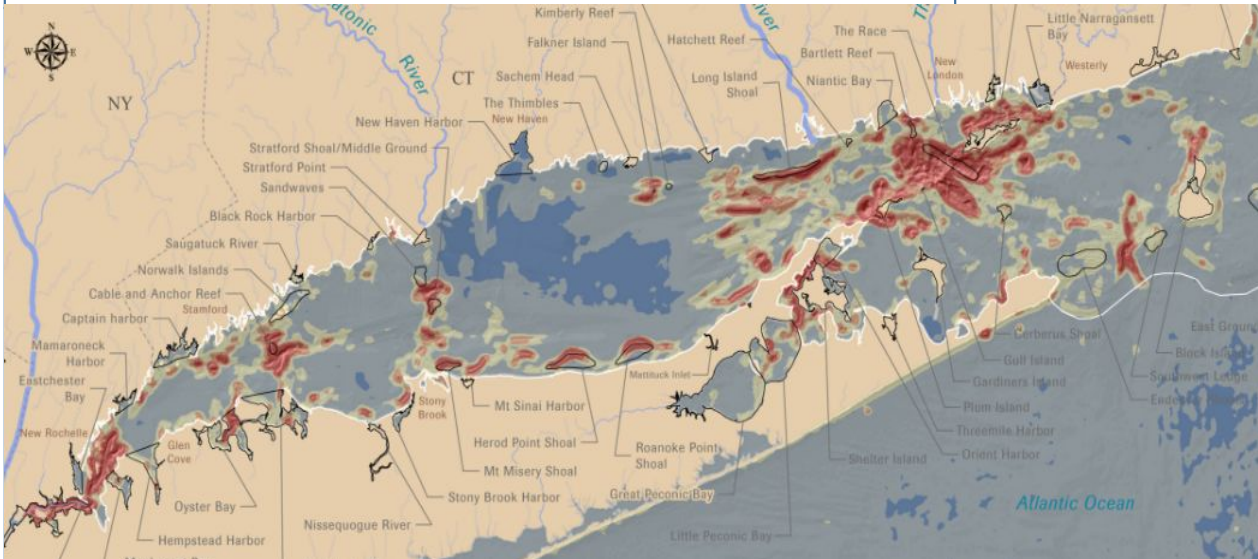 Kimberly Reef
Falkner Island
Hatchett Reef
River
The Race
Bartlett Reef
Little Narragansett
Bay
New
London
Westerly
N
W
E
S
River
CT
NY
Sachem Head
The Thimbles
New Haven
New Haven Harbor
Long Island
Shoal
Niantic Bay
Stratford Shoal/Middle Ground
Stratford Point
Sandwaves
Black Rock Harbor
Saugatuck River
Norwalk Islands
Cable and Anchor Reef
Stamford
Captain harbor
Mamaroneck
Harbor
Eastchester
Bay
New Rochelle
Glen
Cove
Oyster Bay
Hempstead Harbor
Nissequogue River
Stony
Brook
Stony Brook Harbor
Mt Misery Shoal
Mt Sinai Harbor
Herod Point Shoal
Roanoke Point
Shoal
Mattituck Inlet
Great Peconic Bay
Little Peconic Bay
Shelter Island
Orient Harbor
Threemile Harbor
Plum Island
Gardiners Island
Gull Island
Cerberus Shoal
Block Island
Southwest Ledge
Atlantic Ocean